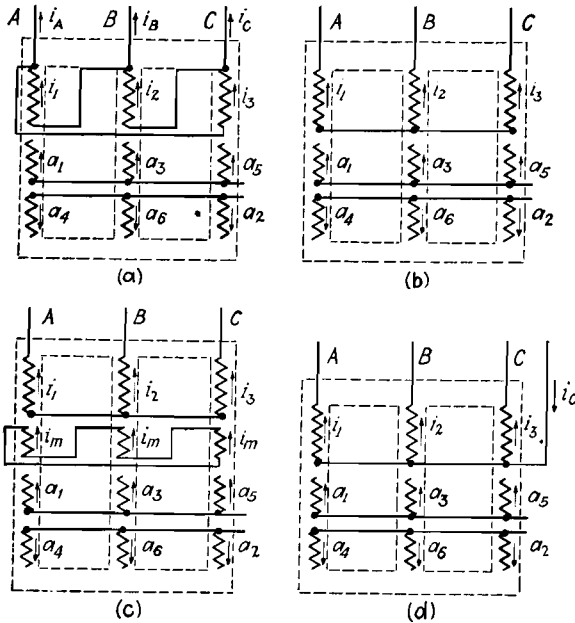 A i_A B i_B C i_C
i_1 i_2 i_3
a_1 a_3 a_5
a_4 a_6 a_2
(a)
A B C
i_1 i_2 i_3
a_1 a_3 a_5
a_4 a_6 a_2
(b)
A B C
i_1 i_2 i_3
i_m i_m i_m
a_1 a_3 a_5
a_4 a_6 a_2
(c)
A B C
i_0
i_1 i_2 i_3
a_1 a_3 a_5
a_4 a_6 a_2
(d)